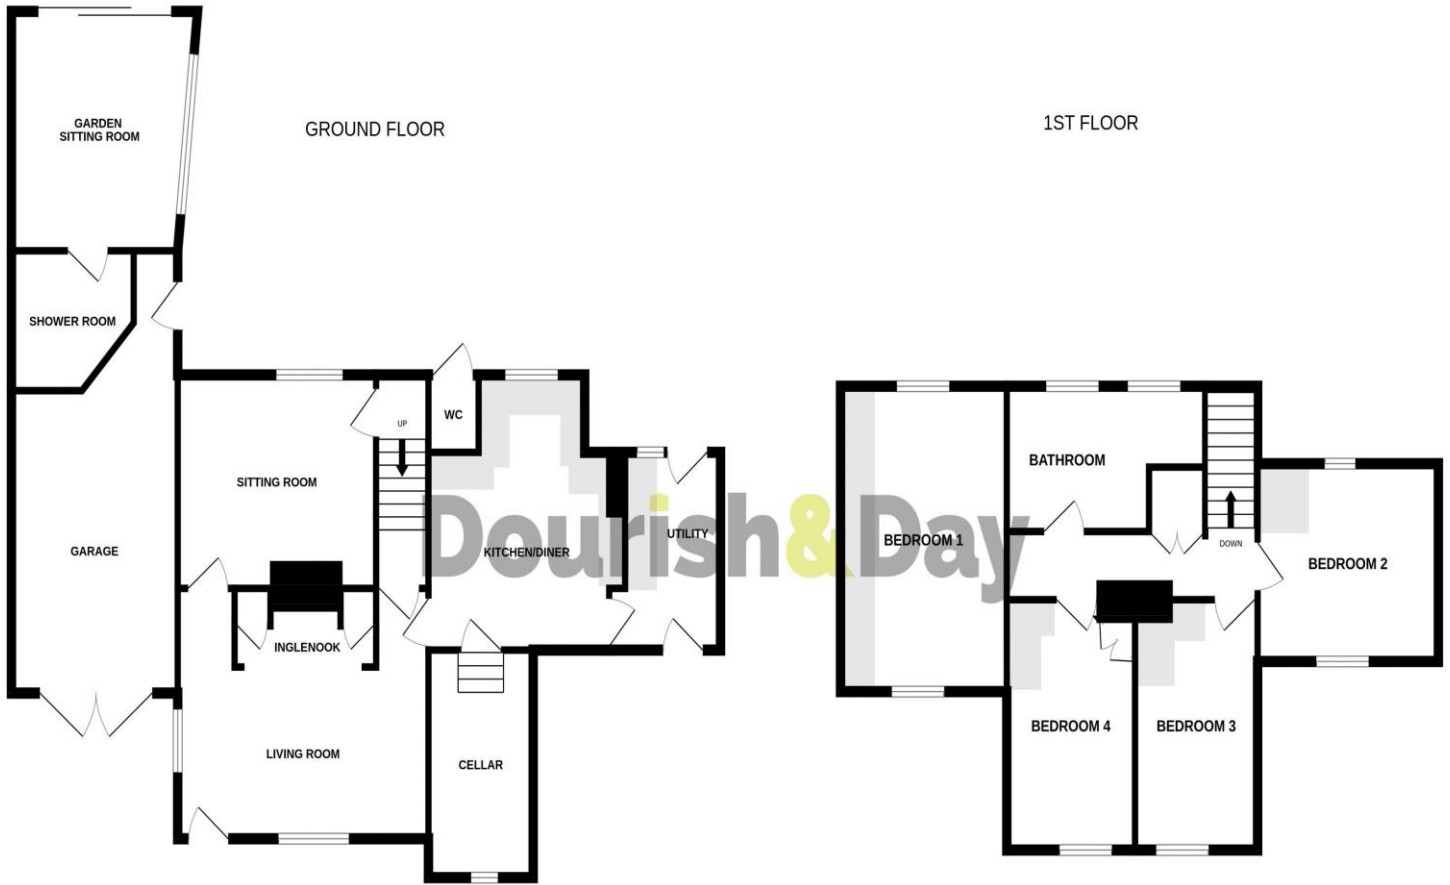 GARDEN
SITTING ROOM
GROUND FLOOR
1ST FLOOR
SHOWER ROOM
WC
UP
SITTING ROOM
BATHROOM
Dourish&Day
UTILITY
KITCHEN/DINER
GARAGE
BEDROOM 1
DOWN
BEDROOM 2
INGLENOOK
LIVING ROOM
CELLAR
BEDROOM 4
BEDROOM 3